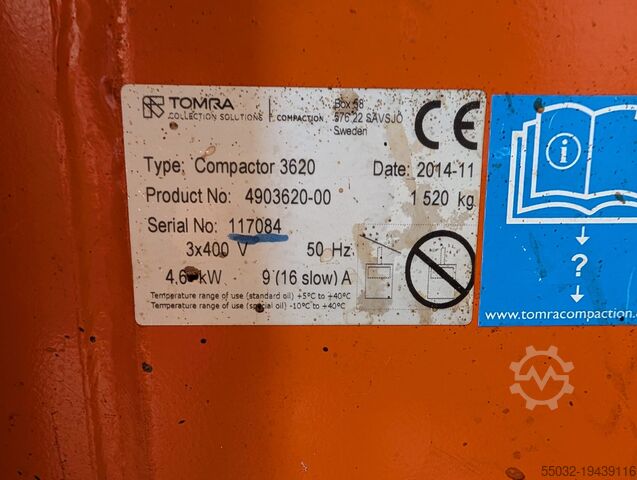 TOMRA
COLLECTION SOLUTIONS | COMPACTION
Box 58
576 22 SÄVSJÖ
Sweden
CE
Type: Compactor 3620 Date: 2014-11
Product No: 4903620-00 1 520 kg
Serial No: 117084
3x400 V 50 Hz
kW 9 (16 slow) A
Temperature range of use (standard oil) +5°C to +40°C
Temperature range of use (special oil) -10°C to +40°C
i
?
www.tomracompaction.
55032-19439116